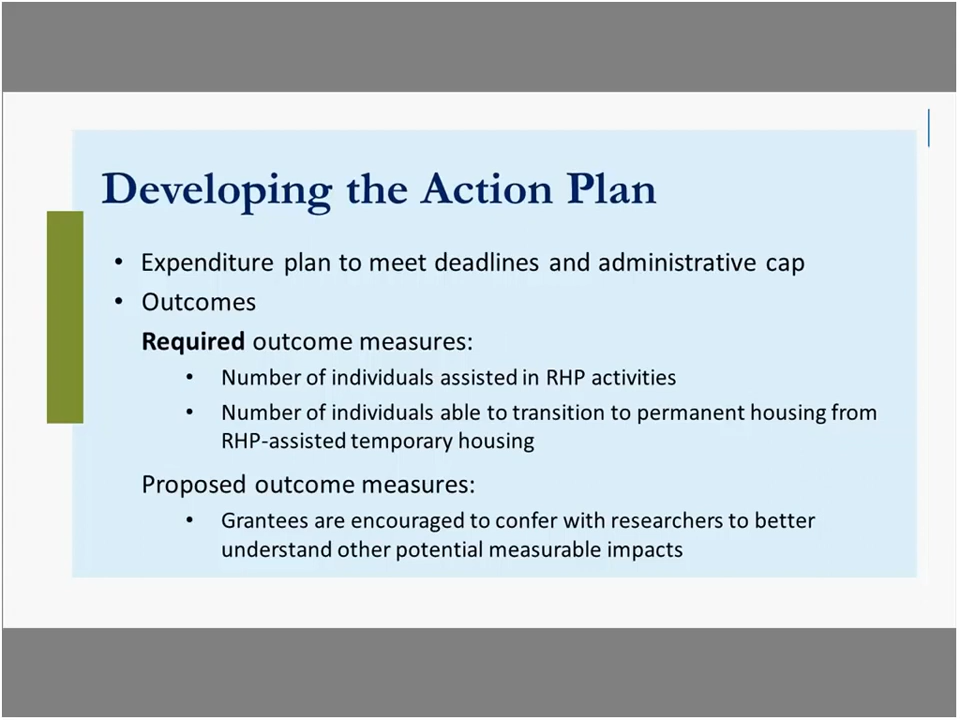 Developing the Action Plan
• Expenditure plan to meet deadlines and administrative cap
• Outcomes
Required outcome measures:
• Number of individuals assisted in RHP activities
• Number of individuals able to transition to permanent housing from
RHP-assisted temporary housing
Proposed outcome measures:
• Grantees are encouraged to confer with researchers to better
understand other potential measurable impacts